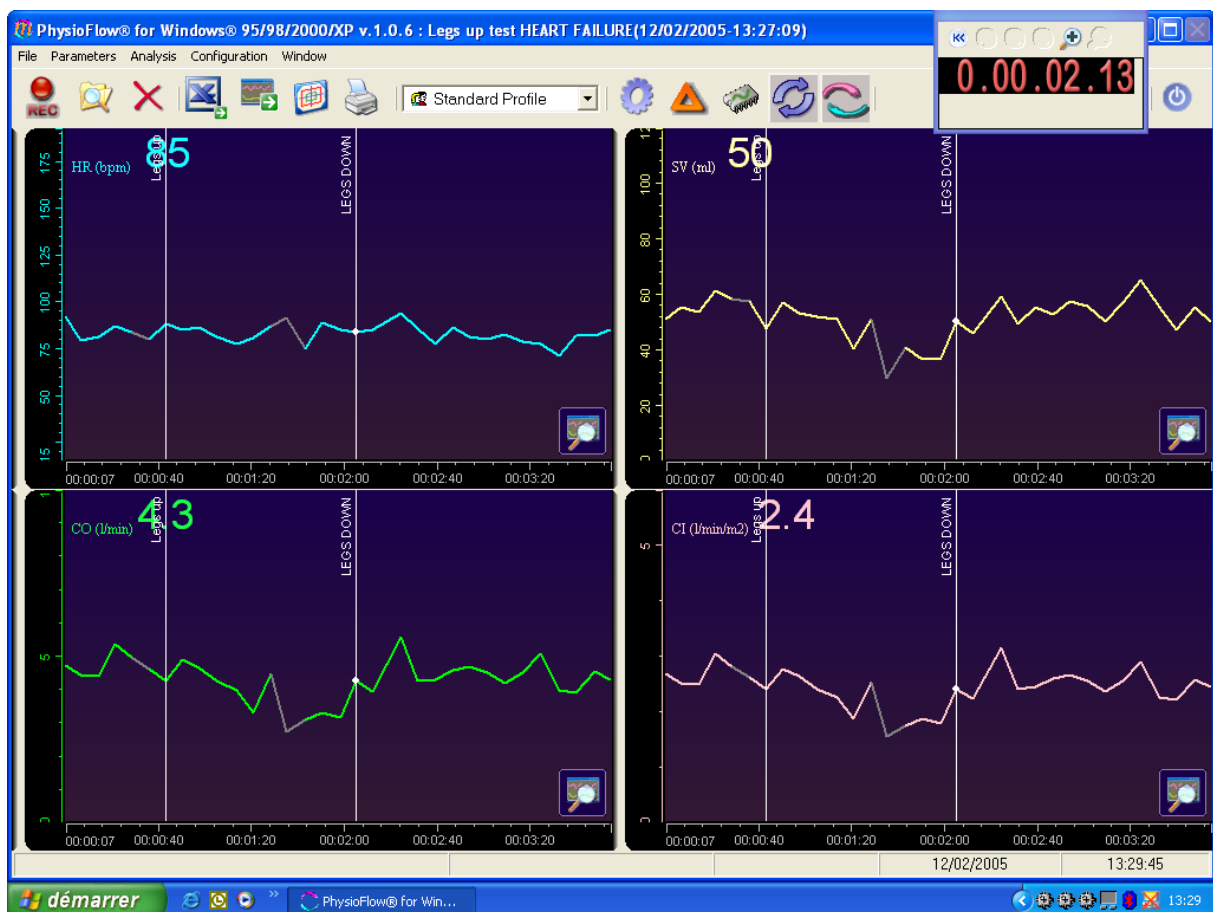 PhysioFlow® for Windows® 95/98/2000/XP v.1.0.6 : Legs up test HEART FAILURE(12/02/2005-13:27:09)
File Parameters Analysis Configuration Window
0.00.02.13
REC
Standard Profile
HR (bpm)
85
Legs up
LEGS DOWN
175
150
125
100
75
50
15
00:00:07 00:00:40 00:01:20 00:02:00 00:02:40 00:03:20
SV (ml)
50
Legs up
LEGS DOWN
100
80
60
40
20
0
00:00:07 00:00:40 00:01:20 00:02:00 00:02:40 00:03:20
CO (l/min)
4.3
Legs up
LEGS DOWN
5
0
00:00:07 00:00:40 00:01:20 00:02:00 00:02:40 00:03:20
CI (l/min/m2)
2.4
Legs up
LEGS DOWN
5
0
00:00:07 00:00:40 00:01:20 00:02:00 00:02:40 00:03:20
12/02/2005 13:29:45
démarrer
PhysioFlow® for Win...
13:29